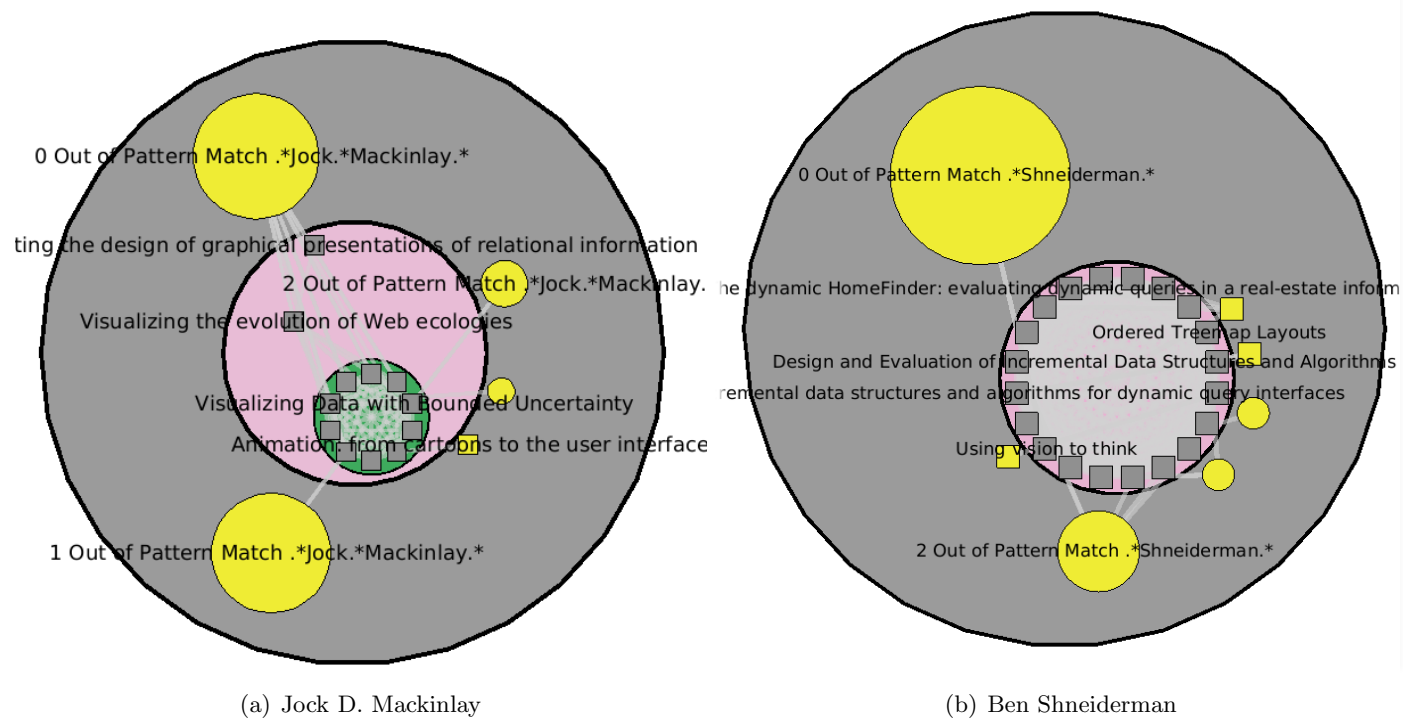 0 Out of Pattern Match .*Jock.*Mackinlay.*
ting the design of graphical presentations of relational information
2 Out of Pattern Match .*Jock.*Mackinlay.
Visualizing the evolution of Web ecologies
Visualizing Data with Bounded Uncertainty
Animation: from cartoons to the user interface
1 Out of Pattern Match .*Jock.*Mackinlay.*
(a) Jock D. Mackinlay
0 Out of Pattern Match .*Shneiderman.*
he dynamic HomeFinder: evaluating dynamic queries in a real-estate inform
Ordered Treemap Layouts
Design and Evaluation of Incremental Data Structures and Algorithms
remental data structures and algorithms for dynamic query interfaces
Using vision to think
2 Out of Pattern Match .*Shneiderman.*
(b) Ben Shneiderman